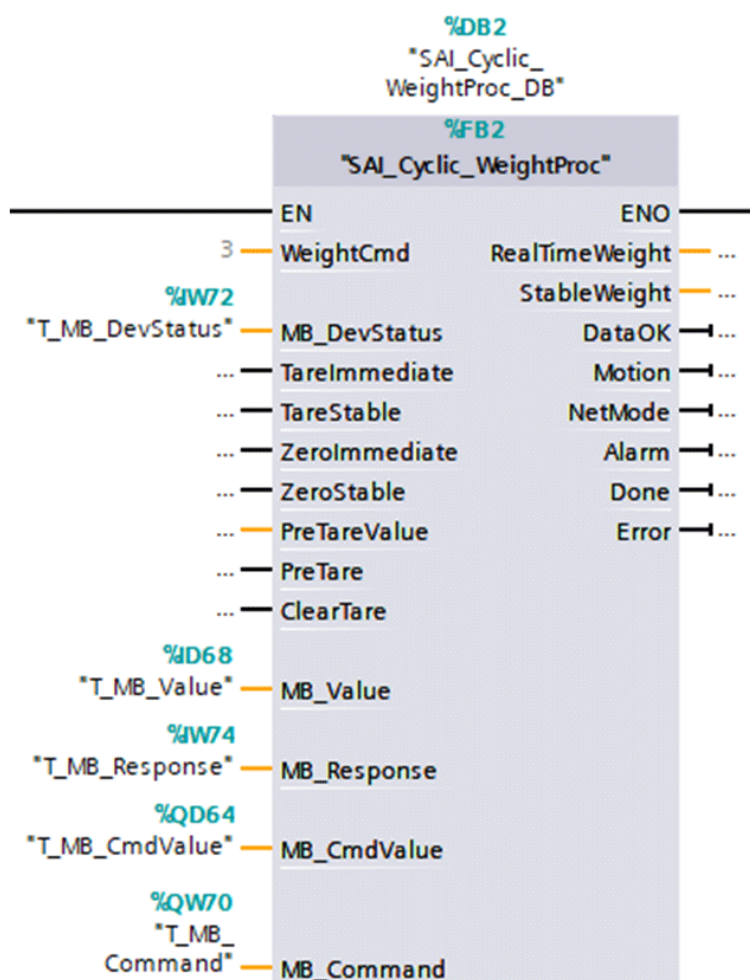 %DB2
"SAI_Cyclic_
WeightProc_DB"
%FB2
"SAI_Cyclic_WeightProc"
EN ENO
3 WeightCmd RealTimeWeight ...
%IW72 StableWeight ...
"T_MB_DevStatus" MB_DevStatus DataOK ...
... TareImmediate Motion ...
... TareStable NetMode ...
... ZeroImmediate Alarm ...
... ZeroStable Done ...
... PreTareValue Error ...
... PreTare
... ClearTare
%ID68
"T_MB_Value" MB_Value
%IW74
"T_MB_Response" MB_Response
%QD64
"T_MB_CmdValue" MB_CmdValue
%QW70
"T_MB_
Command" MB_Command